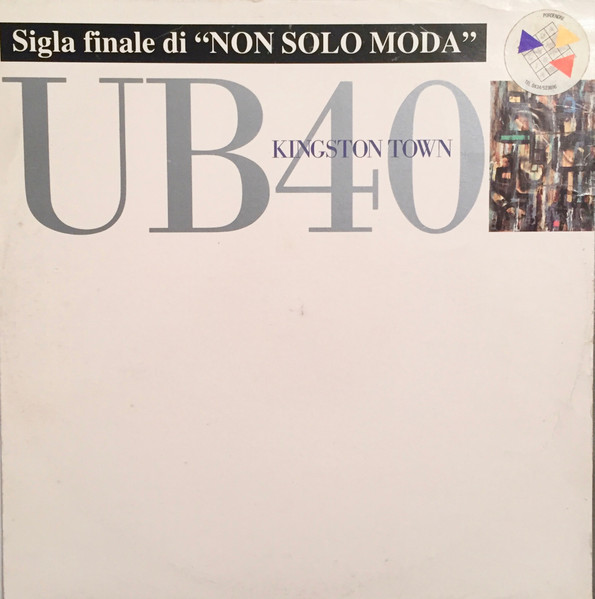 Sigla finale di “NON SOLO MODA”
UB40
KINGSTON TOWN